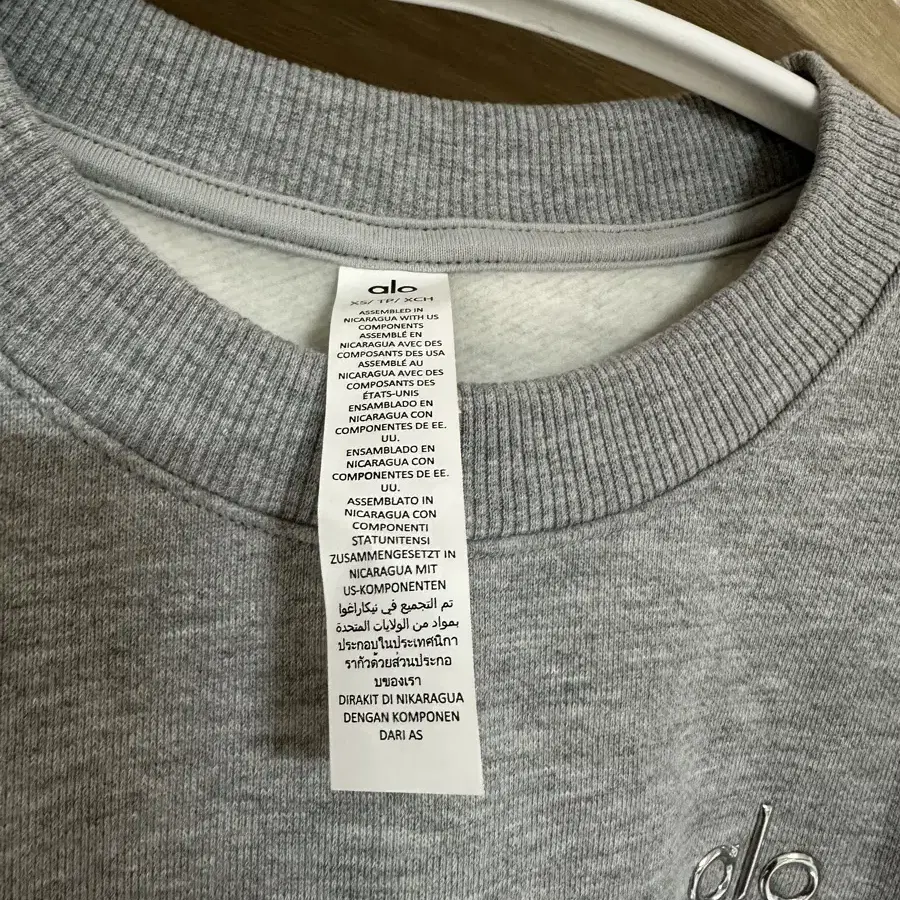 alo
XS/ TP/ XCH
ASSEMBLED IN
NICARAGUA WITH US
COMPONENTS
ASSEMBLÉ EN
NICARAGUA AVEC DES
COMPOSANTS DES USA
ASSEMBLÉ AU
NICARAGUA AVEC DES
COMPOSANTS DES
ÉTATS-UNIS
ENSAMBLADO EN
NICARAGUA CON
COMPONENTES DE EE.
UU.
ENSAMBLADO EN
NICARAGUA CON
COMPONENTES DE EE.
UU.
ASSEMBLATO IN
NICARAGUA CON
COMPONENTI
STATUNITENSI
ZUSAMMENGESETZT IN
NICARAGUA MIT
US-KOMPONENTEN
تم التجميع في نيكاراغوا
بمواد من الولايات المتحدة
ประกอบในประเทศนิกา
รากัวด้วยส่วนประกอ
บของเรา
DIRAKIT DI NIKARAGUA
DENGAN KOMPONEN
DARI AS
alo